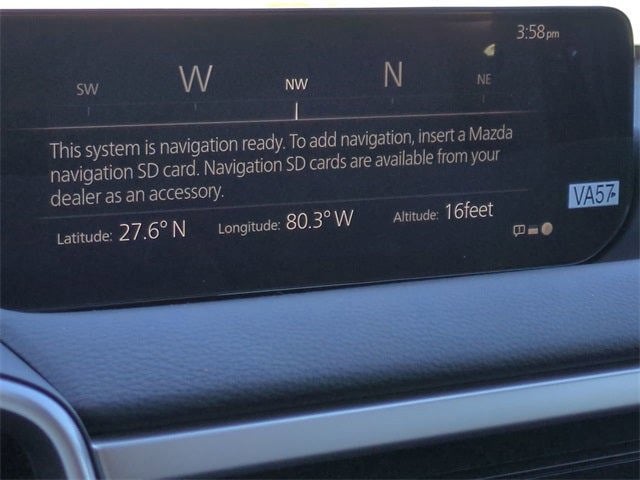 3:58pm
SW W NW N NE
This system is navigation ready. To add navigation, insert a Mazda
navigation SD card. Navigation SD cards are available from your
dealer as an accessory.
VA57
Latitude: 27.6° N Longitude: 80.3° W Altitude: 16feet